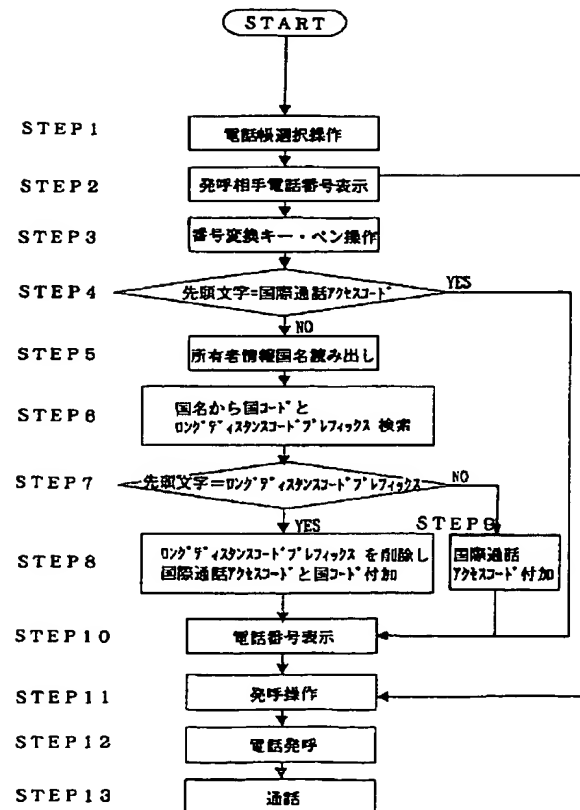 START
STEP1
電話帳選択操作
STEP2
発呼相手電話番号表示
STEP3
番号変換キー・ペン操作
STEP4
先頭文字=国際通話アクセスコード
YES
NO
STEP5
所有者情報国名読み出し
STEP6
国名から国コードと
ロングディスタンスコードプレフィックス 検索
STEP7
先頭文字=ロングディスタンスコードプレフィックス
NO
YES
STEP9
STEP8
ロングディスタンスコードプレフィックス を削除し
国際通話アクセスコードと国コード付加
国際通話
アクセスコード付加
STEP10
電話番号表示
STEP11
発呼操作
STEP12
電話発呼
STEP13
通話